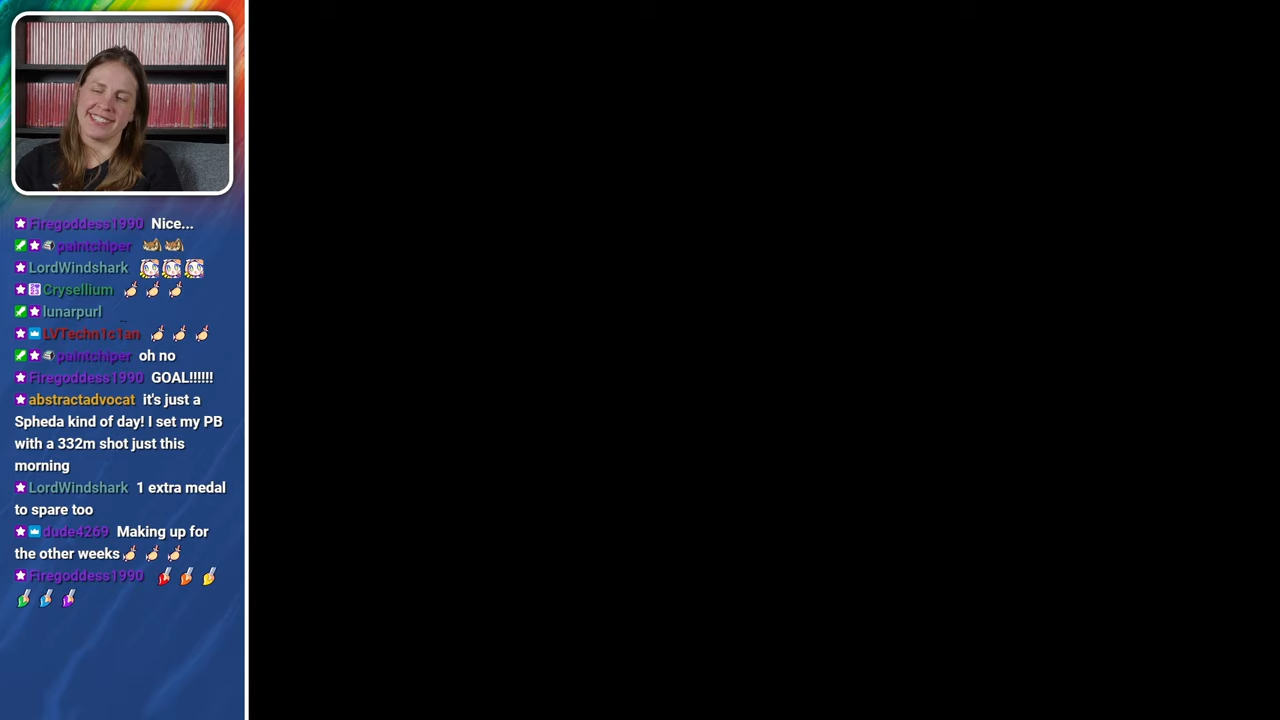 Firegoddess1990 Nice...
paintchiper
LordWindshark
Crysellium
lunarpurl
LVTechn1c1an
paintchiper oh no
Firegoddess1990 GOAL!!!!!!
abstractadvocat it's just a
Spheda kind of day! I set my PB
with a 332m shot just this
morning
LordWindshark 1 extra medal
to spare too
dude4269 Making up for
the other weeks
Firegoddess1990